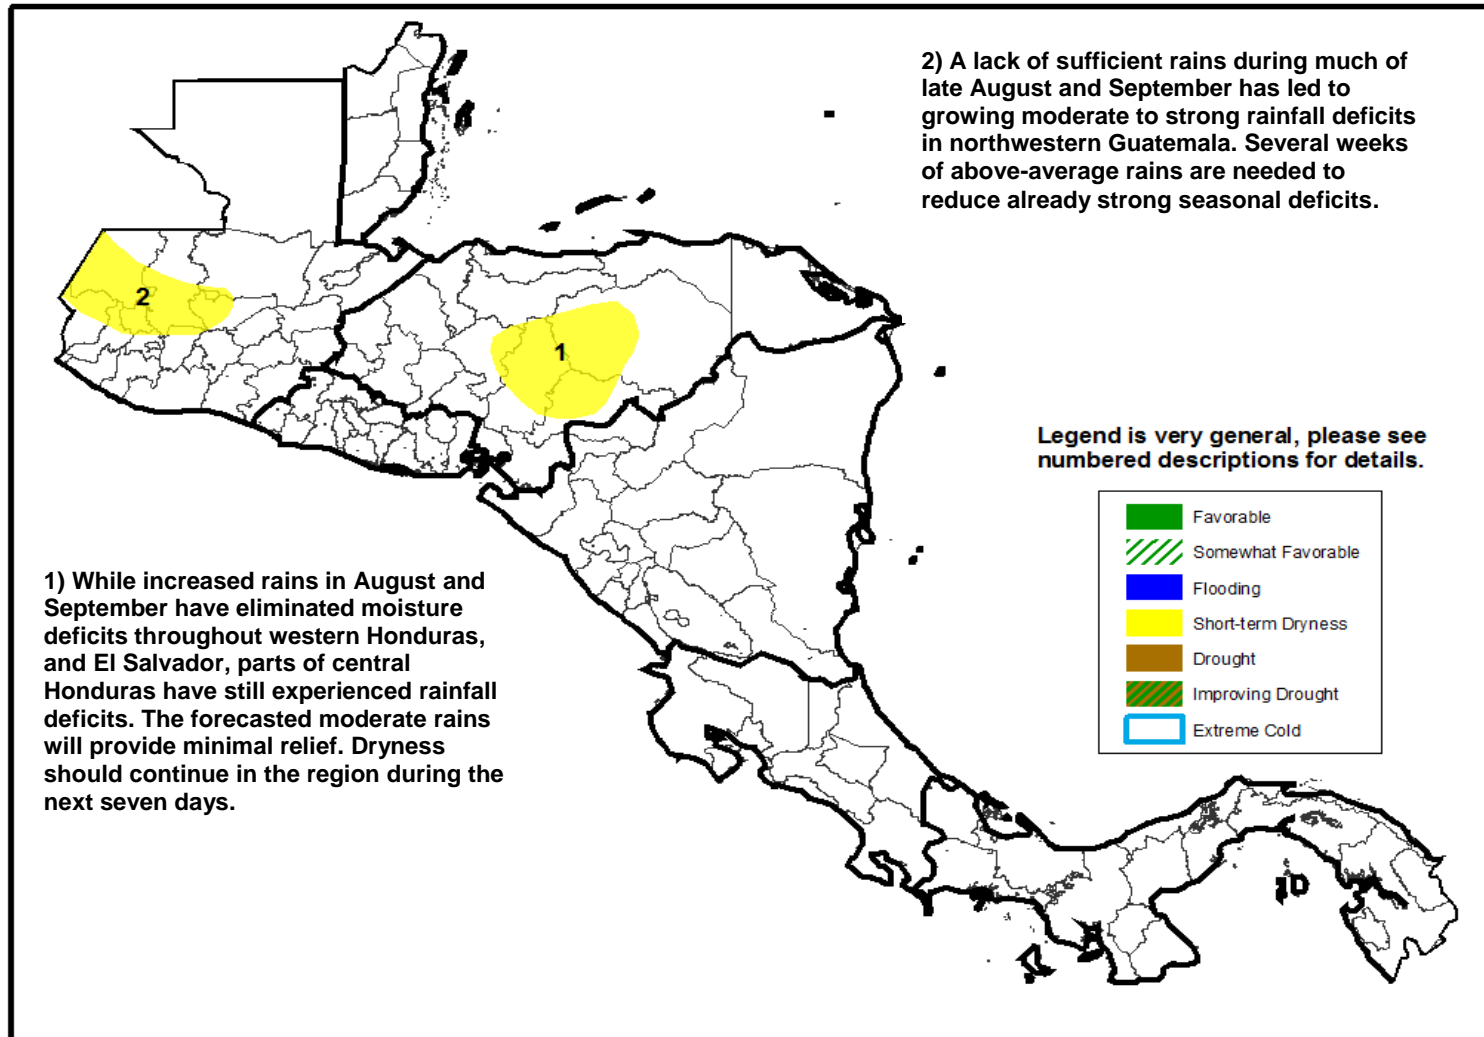 2) A lack of sufficient rains during much of
late August and September has led to
growing moderate to strong rainfall deficits
in northwestern Guatemala. Several weeks
of above-average rains are needed to
reduce already strong seasonal deficits.
2
1
Legend is very general, please see
numbered descriptions for details.
Favorable
Somewhat Favorable
Flooding
Short-term Dryness
Drought
Improving Drought
Extreme Cold
1) While increased rains in August and
September have eliminated moisture
deficits throughout western Honduras,
and El Salvador, parts of central
Honduras have still experienced rainfall
deficits. The forecasted moderate rains
will provide minimal relief. Dryness
should continue in the region during the
next seven days.